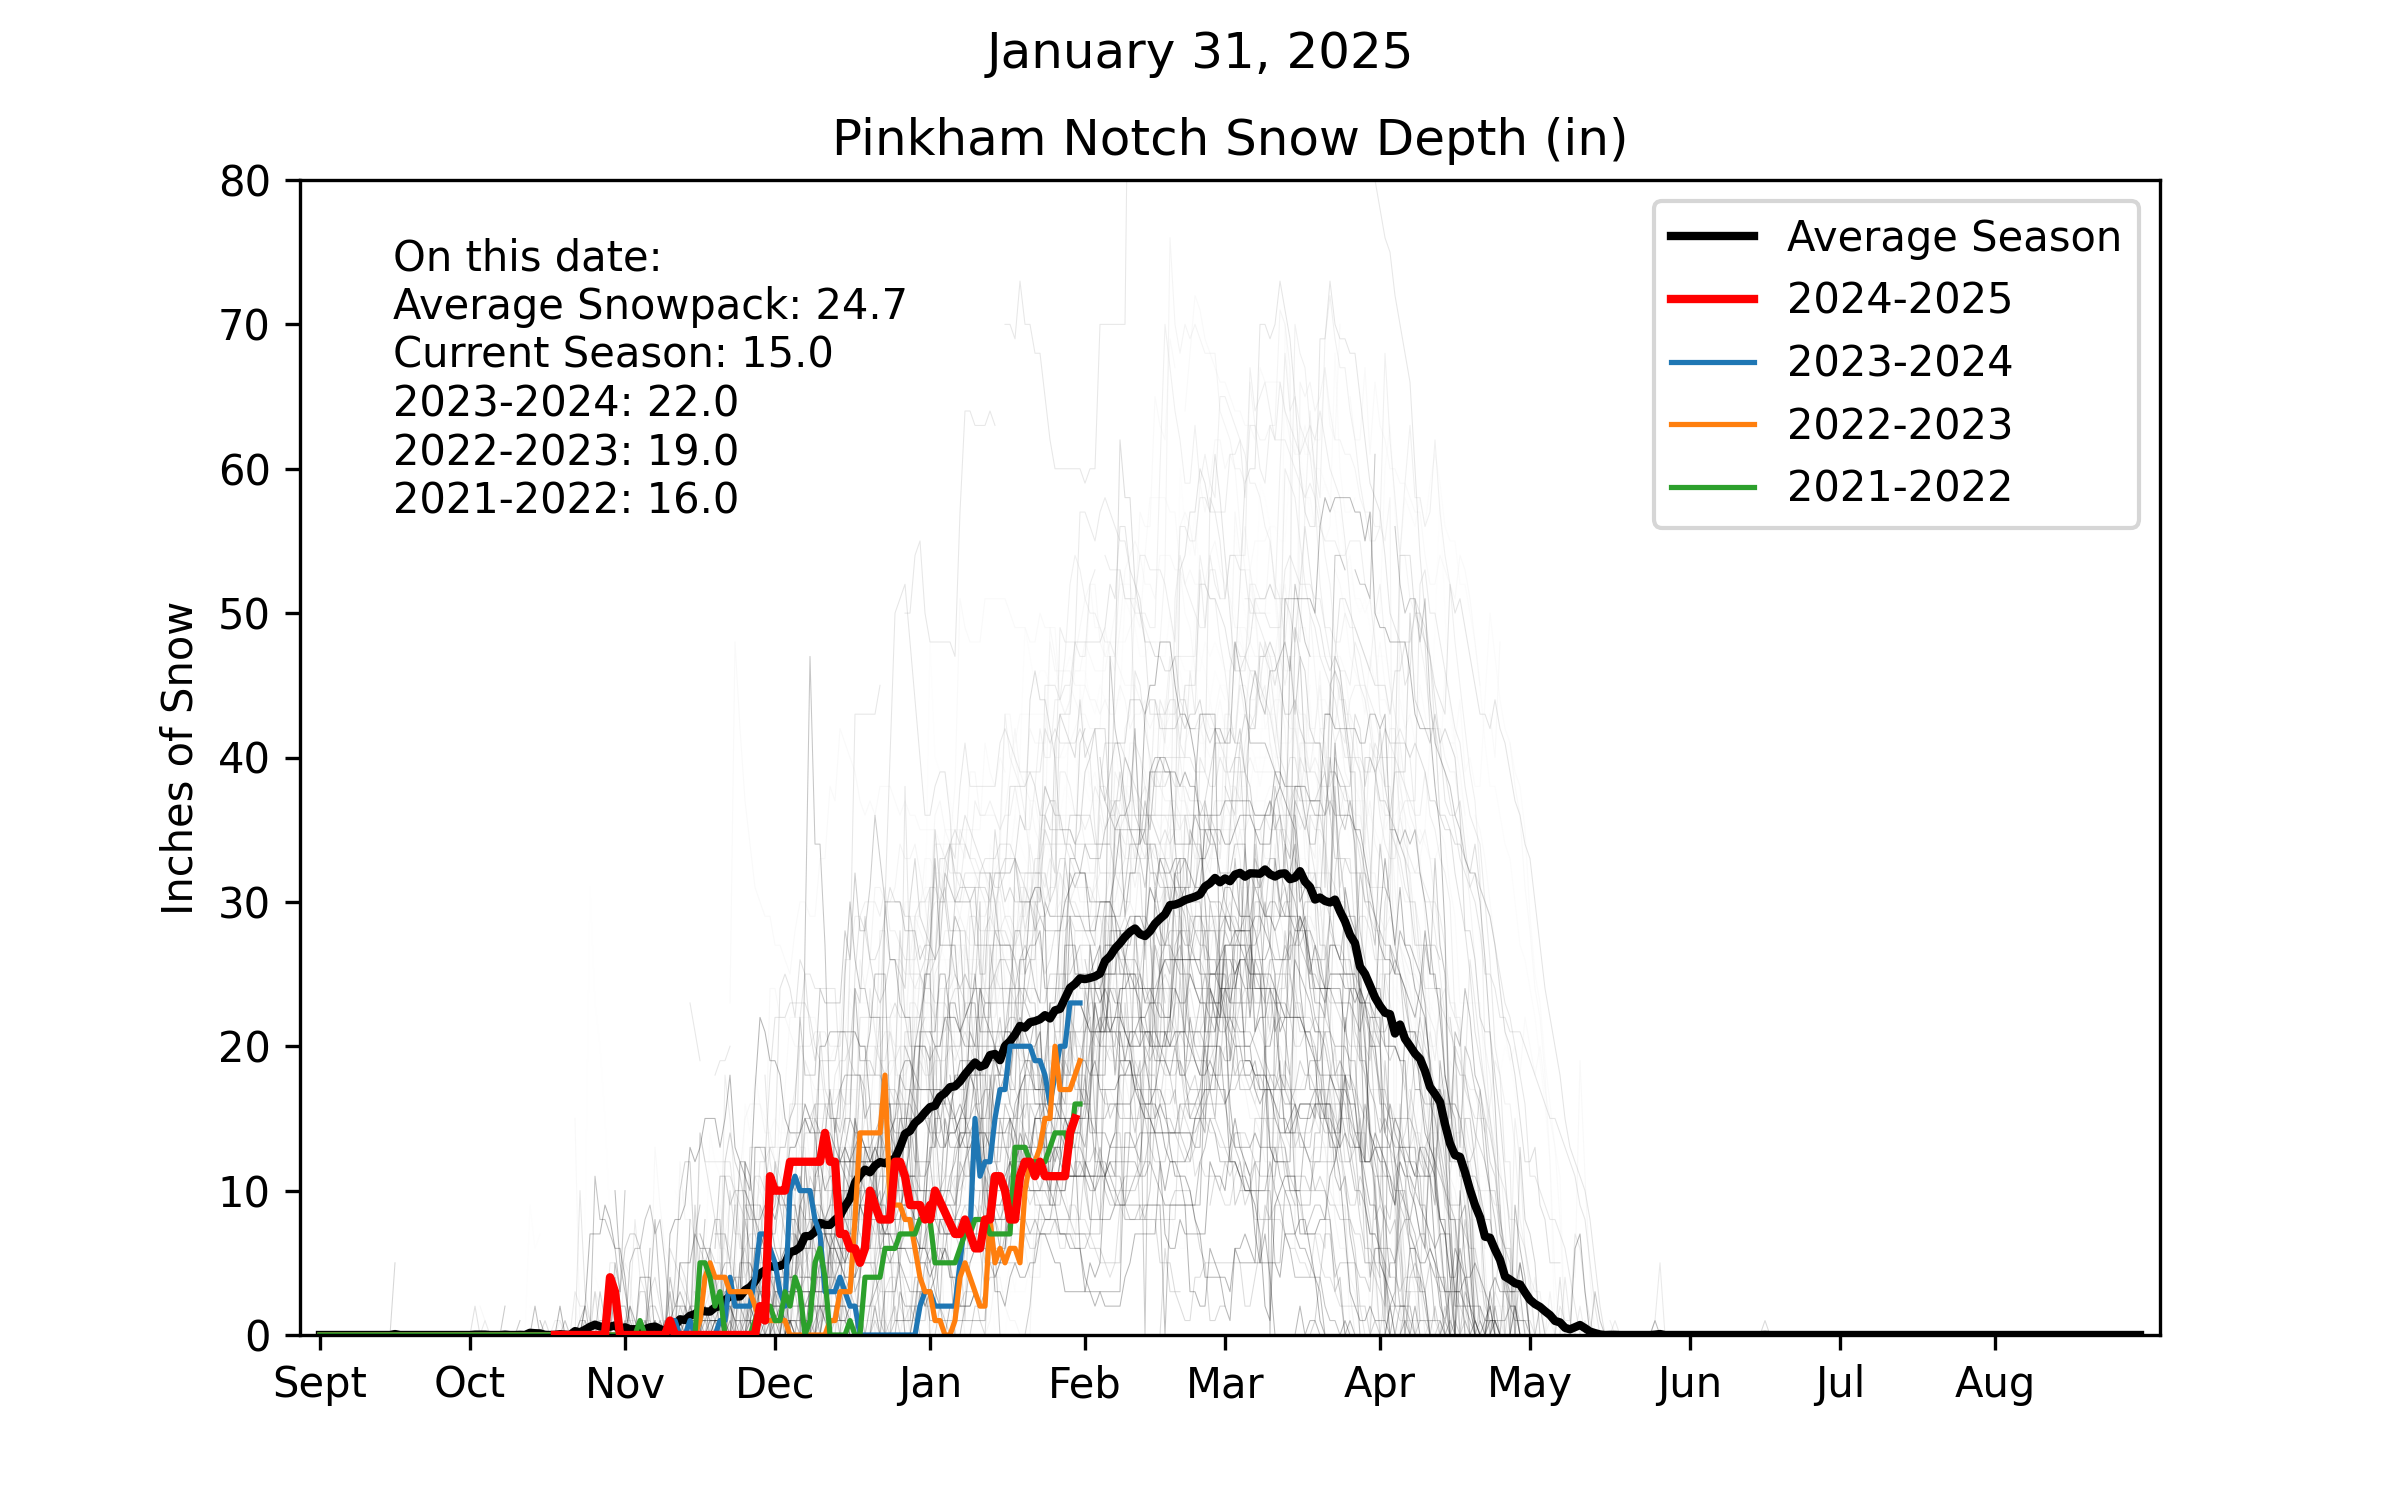 January 31, 2025
Pinkham Notch Snow Depth (in)
80
70
60
50
40
30
20
10
0
Inches of Snow
On this date:
Average Snowpack: 24.7
Current Season: 15.0
2023-2024: 22.0
2022-2023: 19.0
2021-2022: 16.0
Average Season
2024-2025
2023-2024
2022-2023
2021-2022
Sept Oct Nov Dec Jan Feb Mar Apr May Jun Jul Aug